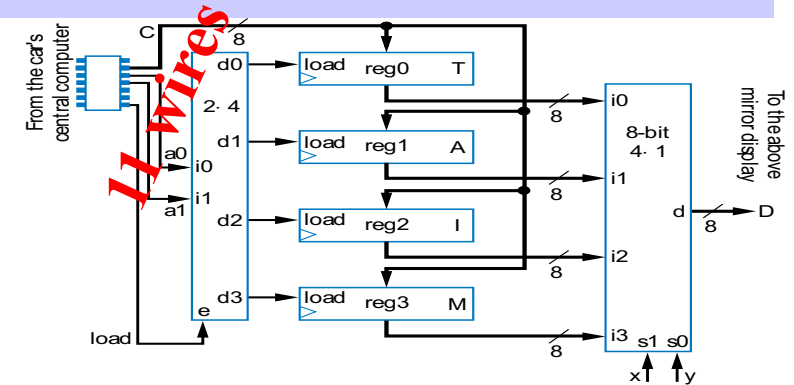 From the car's
central computer
C
8
11 wires
d0
2· 4
d1
a0
i0
i1
a1
d2
d3
e
load
load
reg0
T
load
reg1
A
load
reg2
I
load
reg3
M
8
8
8
8
i0
8-bit
4· 1
i1
d
i2
i3
s1 s0
x
y
8
D
To the above
mirror display